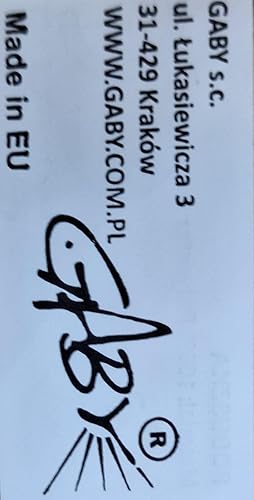 GABY s.c.
ul. Łukasiewicza 3
31-429 Kraków
WWW.GABY.COM.PL
Made in EU
GABY ®